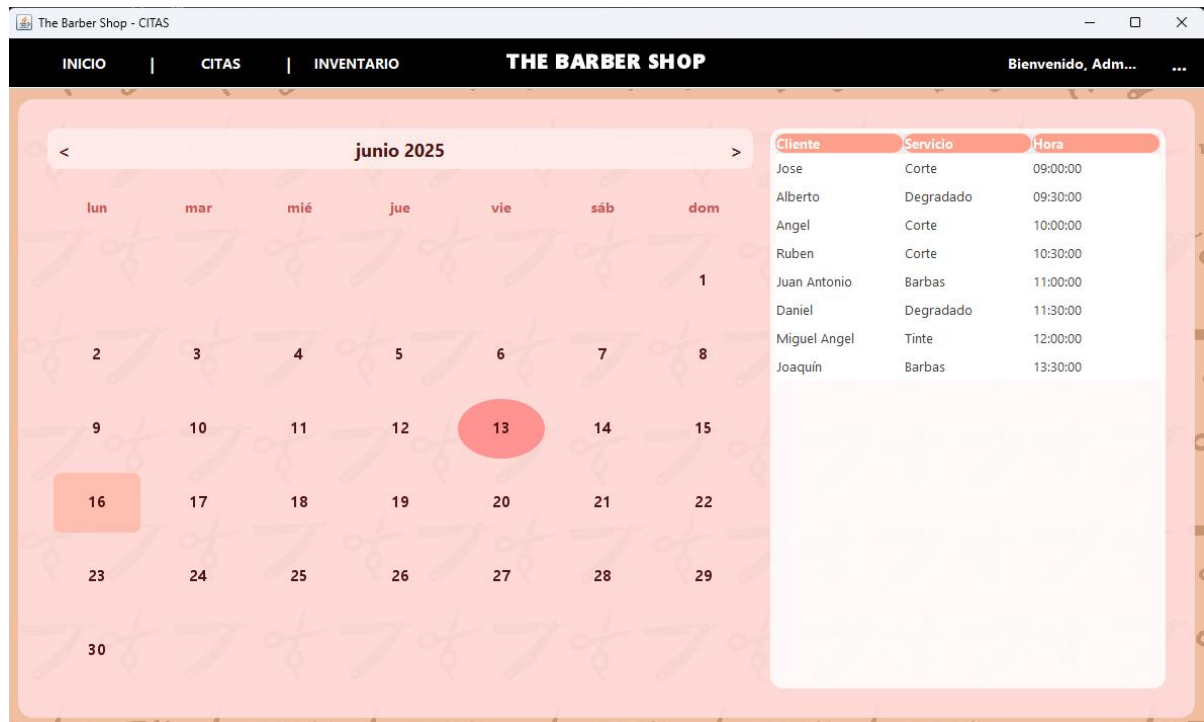 The Barber Shop - CITAS
INICIO | CITAS | INVENTARIO THE BARBER SHOP Bienvenido, Adm... ...
< junio 2025 >
lun mar mié jue vie sáb dom
1
2 3 4 5 6 7 8
9 10 11 12 13 14 15
16 17 18 19 20 21 22
23 24 25 26 27 28 29
30
Cliente Servicio Hora
Jose Corte 09:00:00
Alberto Degradado 09:30:00
Angel Corte 10:00:00
Ruben Corte 10:30:00
Juan Antonio Barbas 11:00:00
Daniel Degradado 11:30:00
Miguel Angel Tinte 12:00:00
Joaquín Barbas 13:30:00